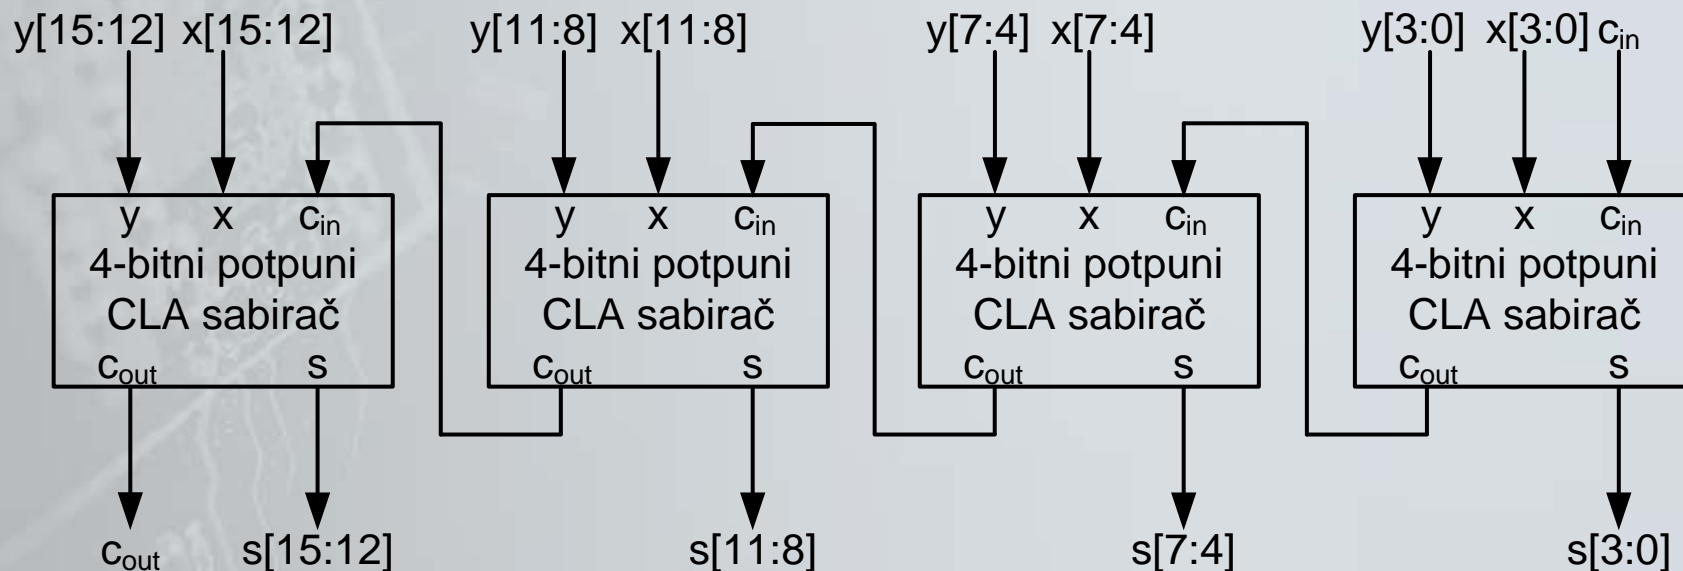 y[15:12] x[15:12] y[11:8] x[11:8] y[7:4] x[7:4] y[3:0] x[3:0] cin
y x cin
4-bitni potpuni
CLA sabirač
cout s
y x cin
4-bitni potpuni
CLA sabirač
cout s
y x cin
4-bitni potpuni
CLA sabirač
cout s
y x cin
4-bitni potpuni
CLA sabirač
cout s
cout s[15:12] s[11:8] s[7:4] s[3:0]